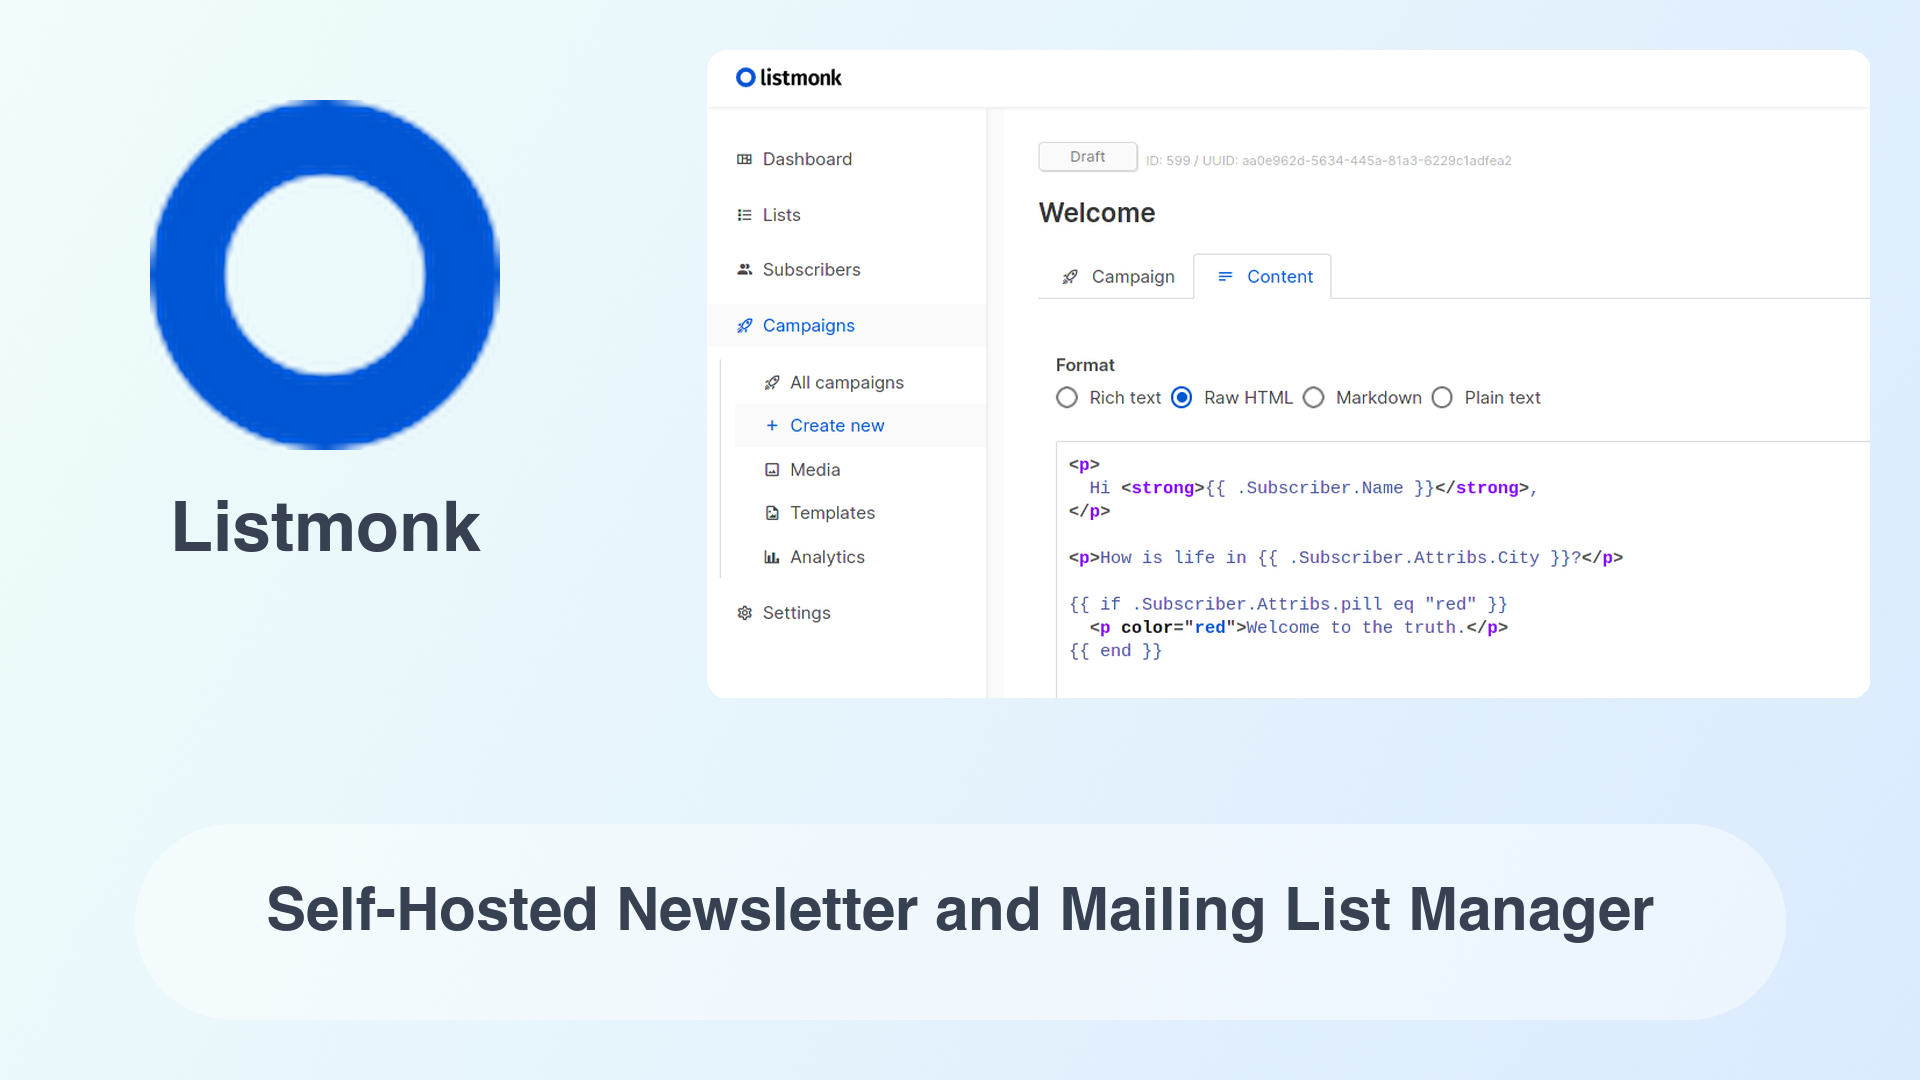 Listmonk
listmonk
Dashboard
Lists
Subscribers
Campaigns
All campaigns
+ Create new
Media
Templates
Analytics
Settings
Draft ID: 599 / UUID: aa0e962d-5634-445a-81a3-6229c1adfea2
Welcome
Campaign Content
Format
Rich text Raw HTML Markdown Plain text
<p>
  Hi <strong>{{ .Subscriber.Name }}</strong>,
</p>
<p>How is life in {{ .Subscriber.Attribs.City }}?</p>
{{ if .Subscriber.Attribs.pill eq "red" }}
  <p color="red">Welcome to the truth.</p>
{{ end }}
Self-Hosted Newsletter and Mailing List Manager